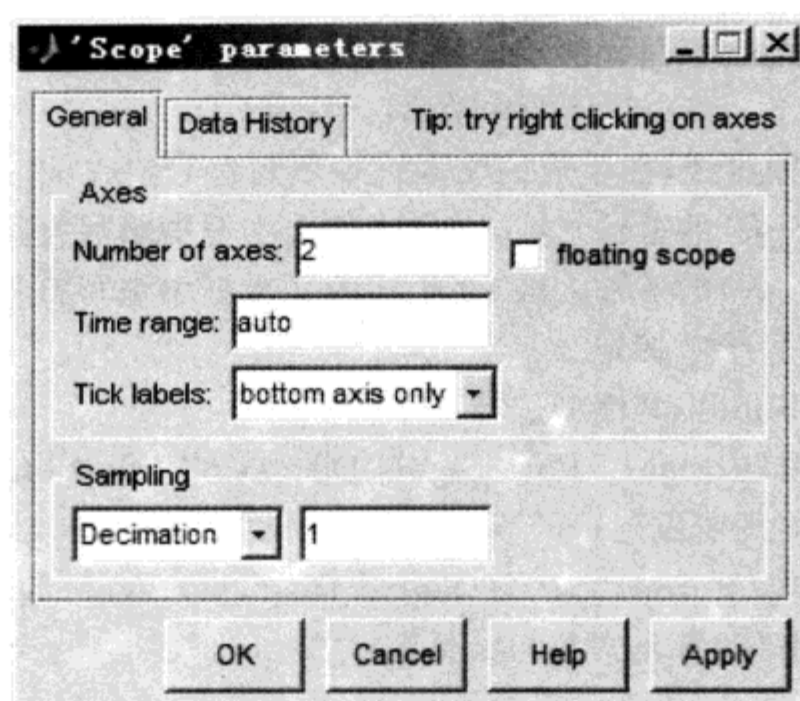 'Scope' parameters
General
Data History
Tip: try right clicking on axes
Axes
Number of axes: 2
floating scope
Time range: auto
Tick labels: bottom axis only
Sampling
Decimation
1
OK
Cancel
Help
Apply